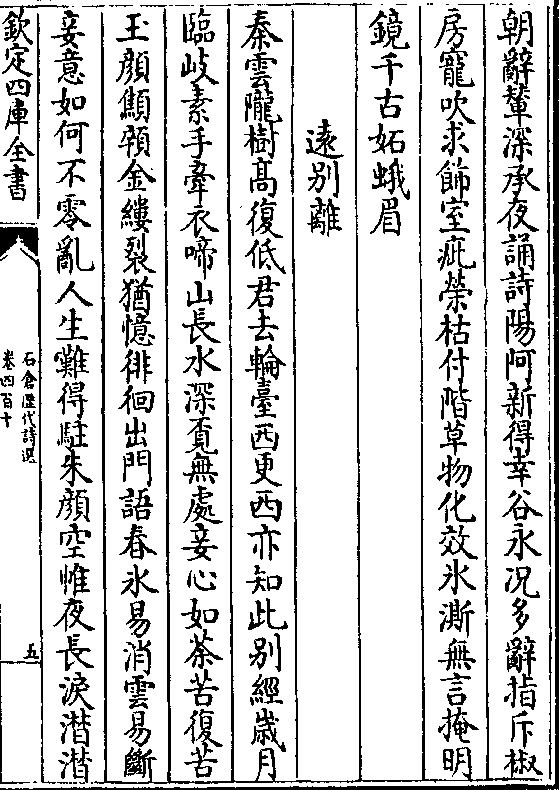 朝辭輦深承夜誦詩陽阿新得幸谷永况多辭指斥椒
房寵吹求飾室疵榮枯付階草物化效氷澌無言掩明
鏡千古妬蛾眉
遠别離
秦雲隴樹髙復低君去輪臺西更西亦知此别經歳月
臨岐素手牽衣啼山長水深覔無處妾心如荼苦復苦
玉顔顦顇金縷裂猶憶徘徊出門語春氷易消雲易斷
妾意如何不零亂人生難得駐朱顔空帷夜長淚潸潸
欽定四庫全書
石倉歴代詩選
卷四百十
五